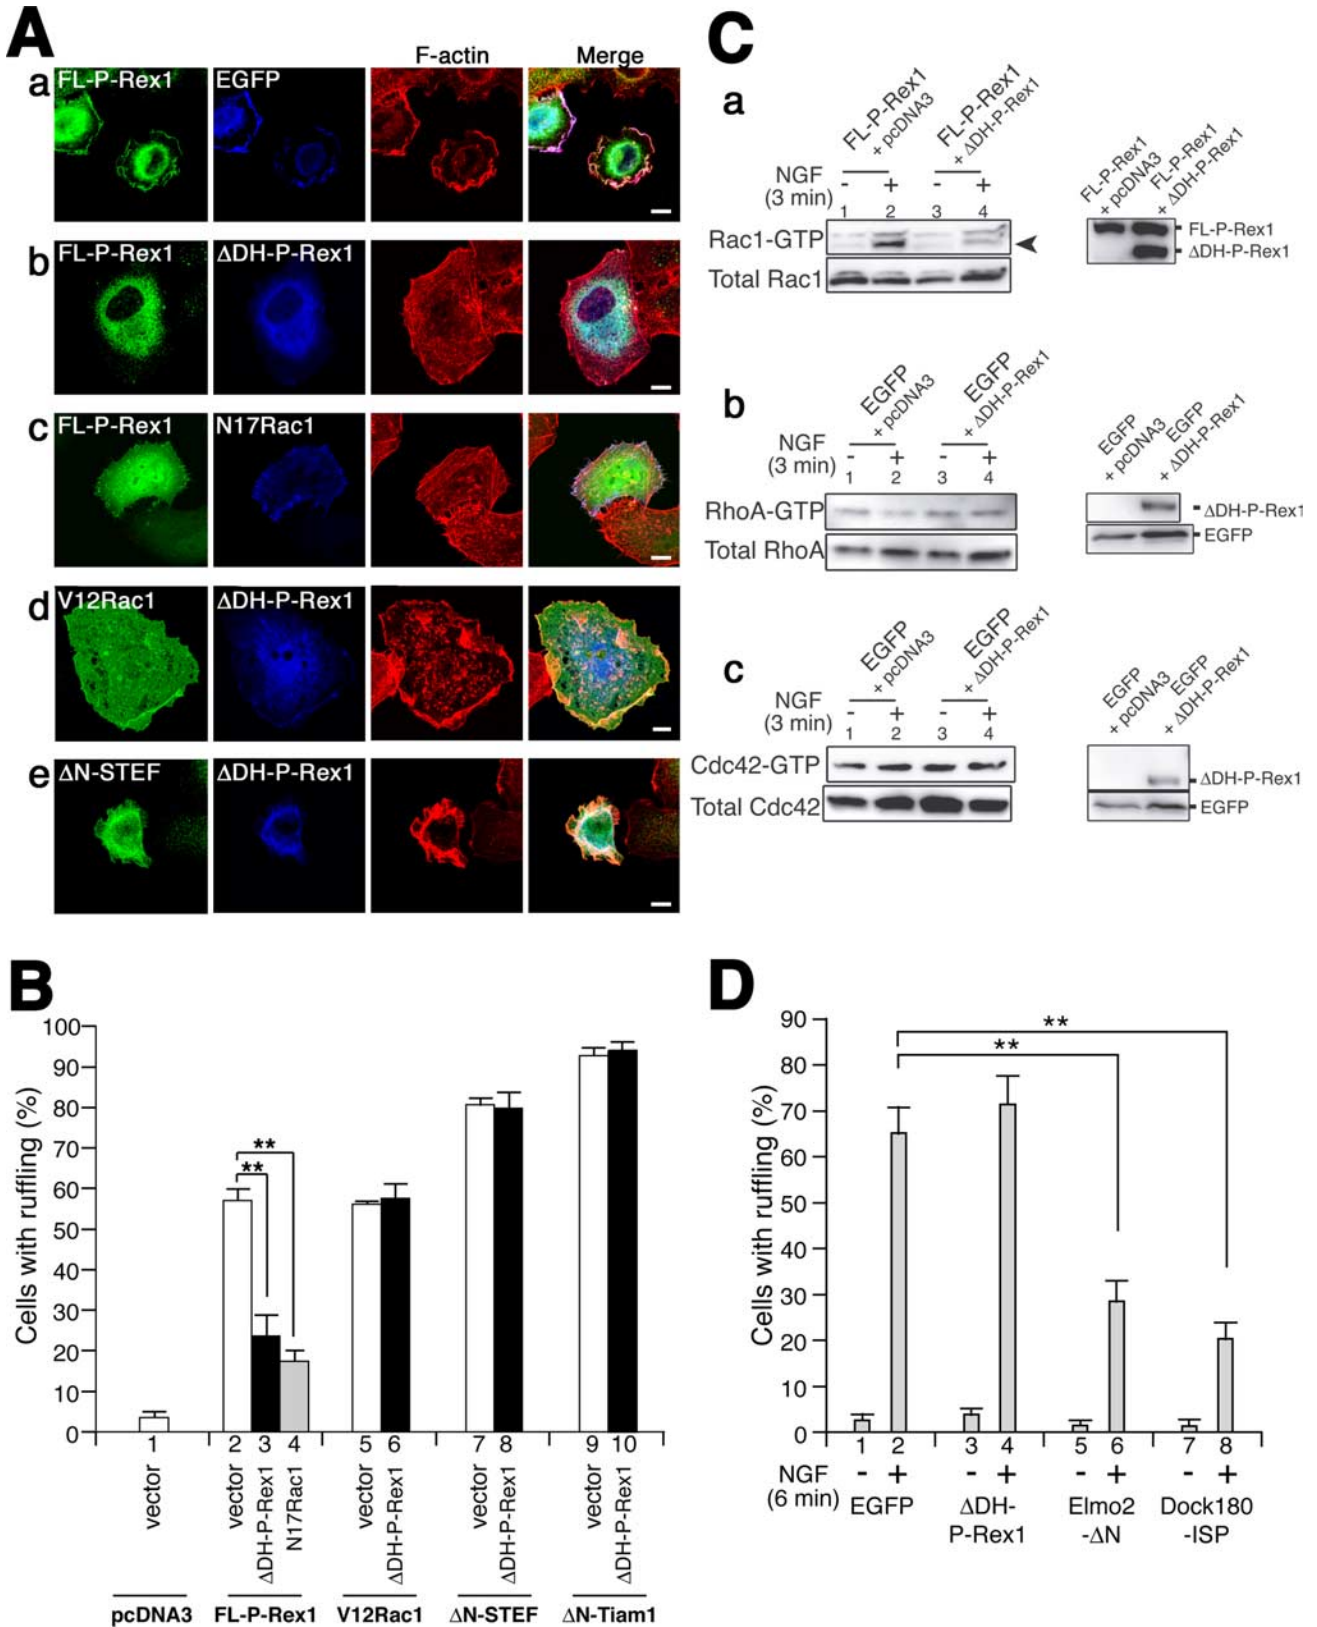 A
F-actin Merge
a FL-P-Rex1 EGFP
b FL-P-Rex1 ΔDH-P-Rex1
c FL-P-Rex1 N17Rac1
d V12Rac1 ΔDH-P-Rex1
e ΔN-STEF ΔDH-P-Rex1
B
Cells with ruffling (%)
100
90
80
70
60
50
40
30
20
10
0
** **
1 2 3 4 5 6 7 8 9 10
vector vector ΔDH-P-Rex1 N17Rac1 vector ΔDH-P-Rex1 vector ΔDH-P-Rex1 vector ΔDH-P-Rex1
pcDNA3 FL-P-Rex1 V12Rac1 ΔN-STEF ΔN-Tiam1
C
a
FL-P-Rex1 + pcDNA3
FL-P-Rex1 + ΔDH-P-Rex1
NGF (3 min) - + - +
1 2 3 4
Rac1-GTP
Total Rac1
FL-P-Rex1 + pcDNA3
FL-P-Rex1 + ΔDH-P-Rex1
FL-P-Rex1
ΔDH-P-Rex1
b
EGFP + pcDNA3
EGFP + ΔDH-P-Rex1
NGF (3 min) - + - +
1 2 3 4
RhoA-GTP
Total RhoA
EGFP + pcDNA3
EGFP + ΔDH-P-Rex1
ΔDH-P-Rex1
EGFP
c
EGFP + pcDNA3
EGFP + ΔDH-P-Rex1
NGF (3 min) - + - +
1 2 3 4
Cdc42-GTP
Total Cdc42
EGFP + pcDNA3
EGFP + ΔDH-P-Rex1
ΔDH-P-Rex1
EGFP
D
Cells with ruffling (%)
90
80
70
60
50
40
30
20
10
0
**
**
1 2 3 4 5 6 7 8
NGF (6 min) - + - + - + - +
EGFP ΔDH- Elmo2 Dock180
P-Rex1 -ΔN -ISP